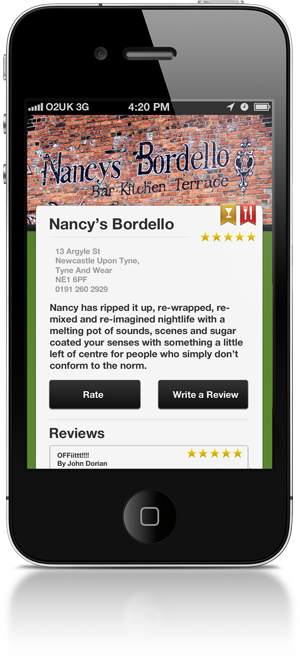 O2UK 3G 4:20 PM
Nancys Bordello
Bar Kitchen Terrace
Nancy's Bordello
13 Argyle St
Newcastle Upon Tyne,
Tyne And Wear
NE1 6PF
0191 260 2929
Nancy has ripped it up, re-wrapped, re-
mixed and re-imagined nightlife with a
melting pot of sounds, scenes and sugar
coated your senses with something a little
left of centre for people who simply don't
conform to the norm.
Rate
Write a Review
Reviews
OFFiittt!!!!
By John Dorian